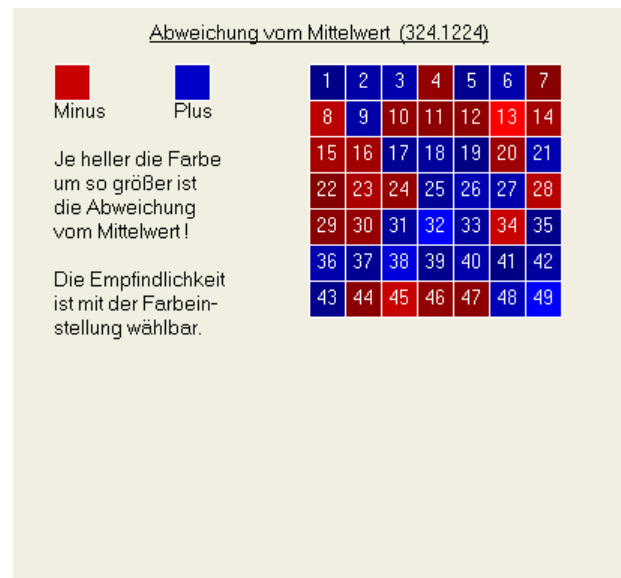 Abweichung vom Mittelwert (324.1224)
Minus Plus
Je heller die Farbe
um so größer ist
die Abweichung
vom Mittelwert !
Die Empfindlichkeit
ist mit der Farbein-
stellung wählbar.
1 2 3 4 5 6 7
8 9 10 11 12 13 14
15 16 17 18 19 20 21
22 23 24 25 26 27 28
29 30 31 32 33 34 35
36 37 38 39 40 41 42
43 44 45 46 47 48 49